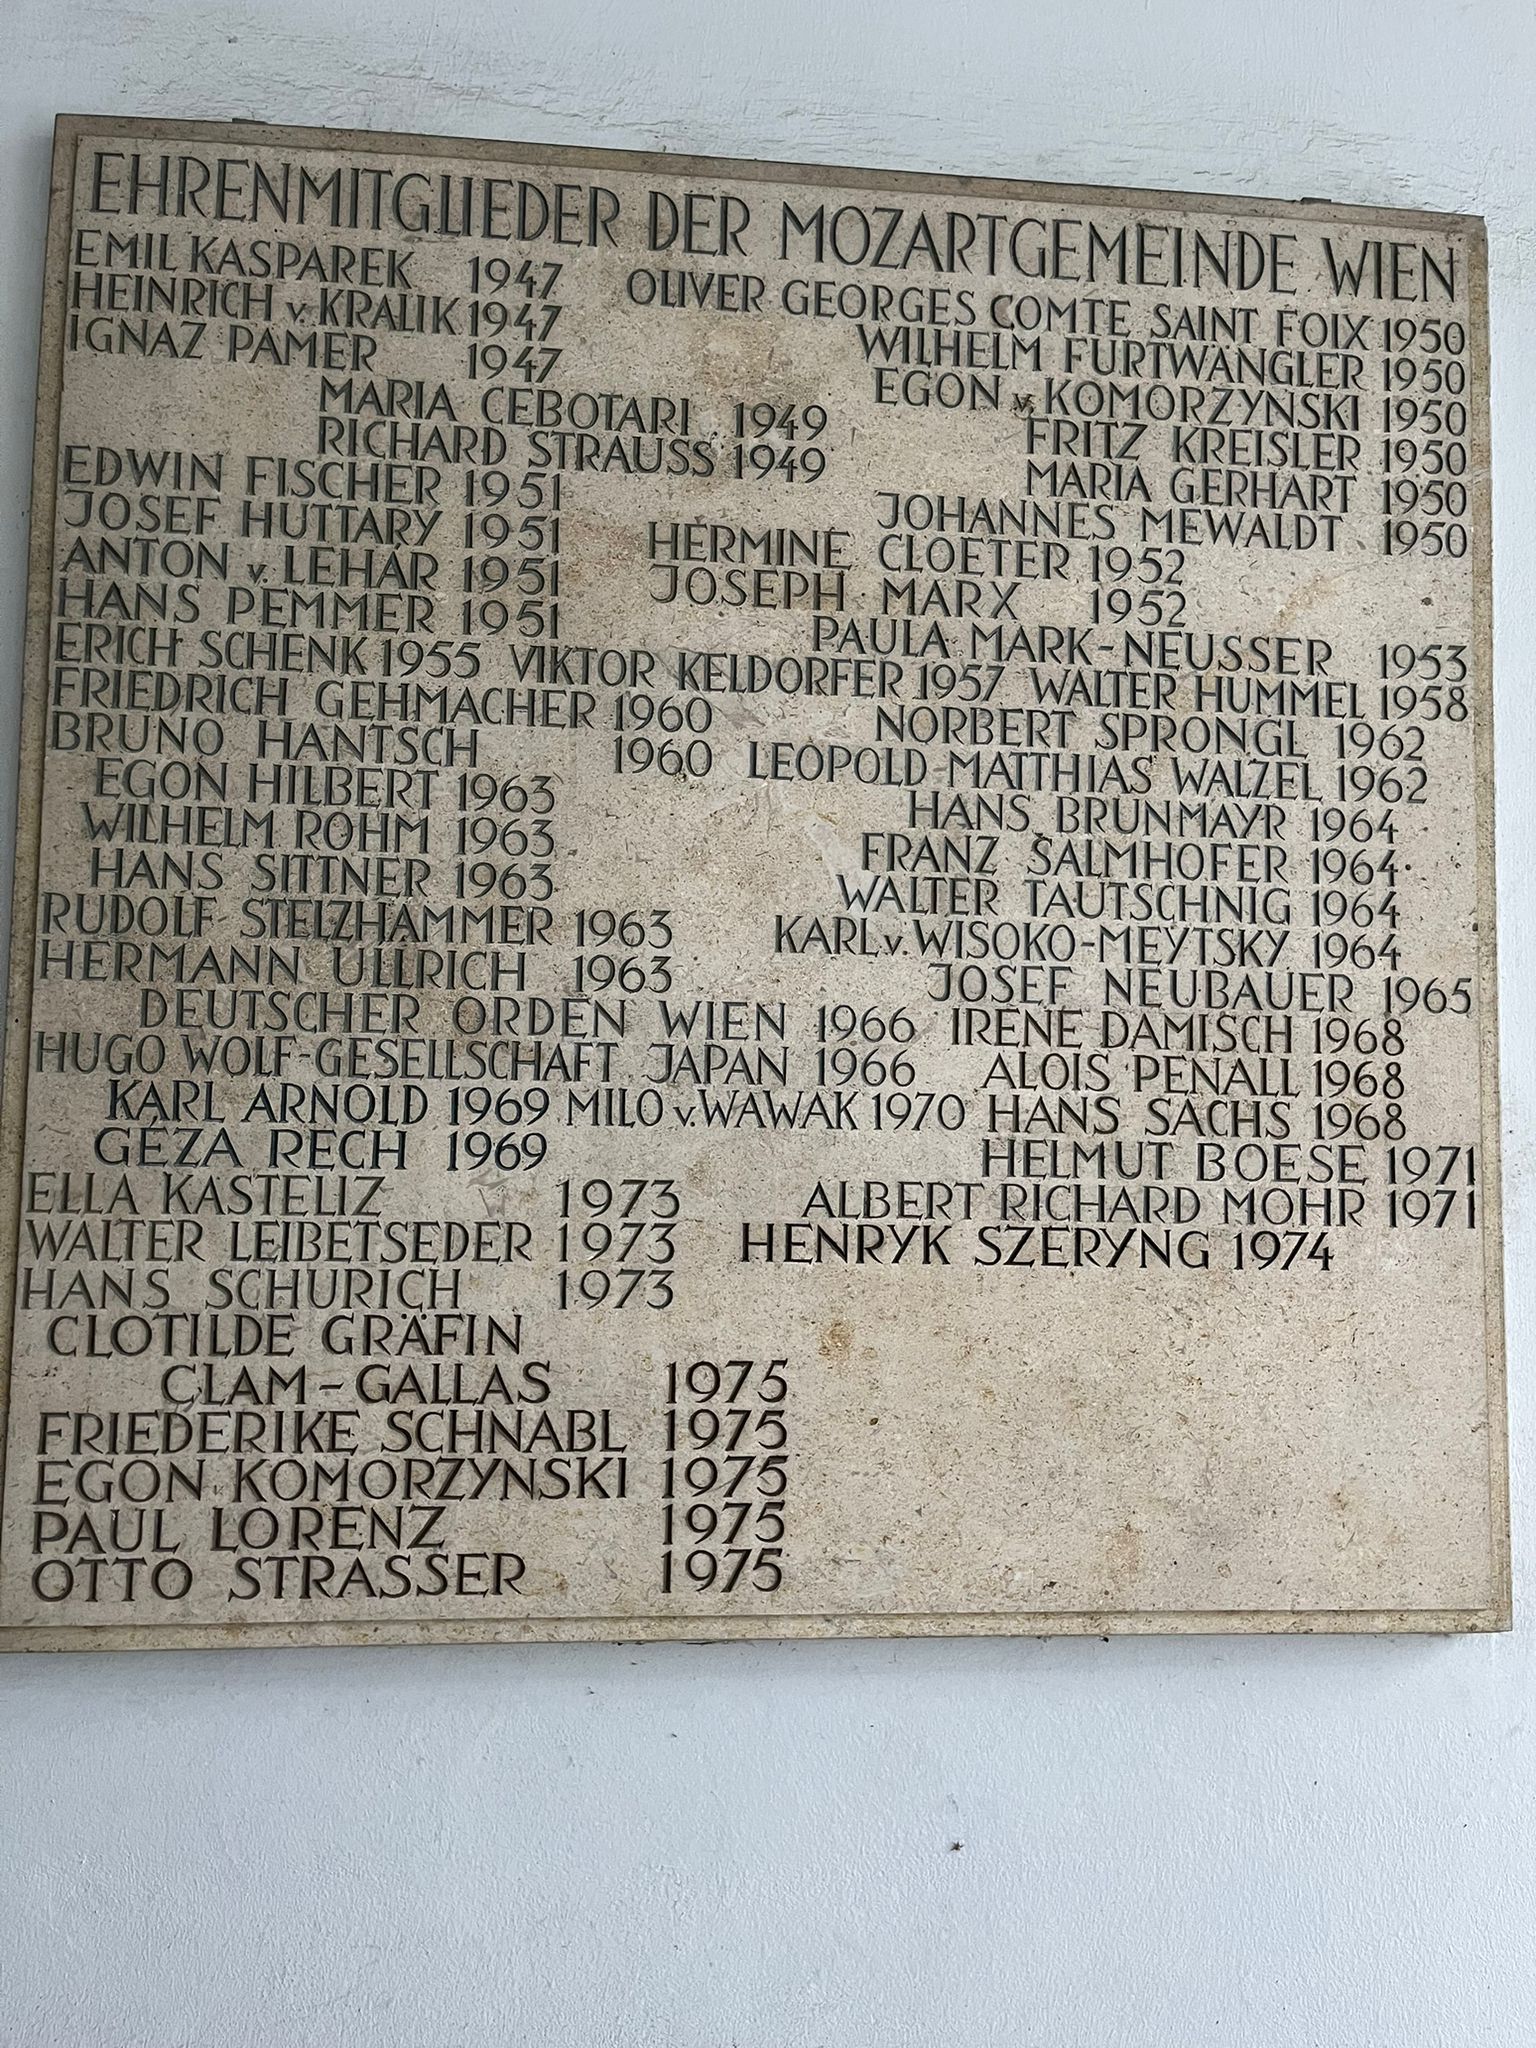 EHRENMITGLIEDER DER MOZARTGEMEINDE WIEN
EMIL KASPAREK 1947
HEINRICH v. KRALIK 1947
IGNAZ PAMER 1947
OLIVER GEORGES COMTE SAINT FOIX 1950
WILHELM FURTWÄNGLER 1950
EGON v. KOMORZYNSKI 1950
FRITZ KREISLER 1950
MARIA GERHART 1950
JOHANNES MEWALDT 1950
MARIA CEBOTARI 1949
RICHARD STRAUSS 1949
EDWIN FISCHER 1951
JOSEF HUTTARY 1951
ANTON v. LEHÁR 1951
HANS PEMMER 1951
HERMINE CLOETER 1952
JOSEPH MARX 1952
PAULA MARK-NEUSSER 1953
ERICH SCHENK 1955 VIKTOR KELDORFER 1957 WALTER HUMMEL 1958
FRIEDRICH GEHMACHER 1960
BRUNO HANTSCH 1960
NORBERT SPRONGL 1962
LEOPOLD MATTHIAS WALZEL 1962
EGON HILBERT 1963
WILHELM ROHM 1963
HANS SITTNER 1963
RUDOLF STELZHAMMER 1963
HERMANN ULLRICH 1963
HANS BRUNMAYR 1964
FRANZ SALMHOFER 1964
WALTER TAUTSCHNIG 1964
KARL v. WISOKO-MEYTSKY 1964
JOSEF NEUBAUER 1965
DEUTSCHER ORDEN WIEN 1966
HUGO WOLF-GESELLSCHAFT JAPAN 1966
IRENE DAMISCH 1968
ALOIS PENALL 1968
HANS SACHS 1968
KARL ARNOLD 1969 MILO v. WAWAK 1970
GÉZA RECH 1969
HELMUT BOESE 1971
ALBERT RICHARD MOHR 1971
ELLA KASTELIZ 1973
WALTER LEIBETSEDER 1973
HANS SCHURICH 1973
HENRYK SZERYNG 1974
CLOTILDE GRÄFIN
CLAM-GALLAS 1975
FRIEDERIKE SCHNABL 1975
EGON KOMORZYNSKI 1975
PAUL LORENZ 1975
OTTO STRASSER 1975